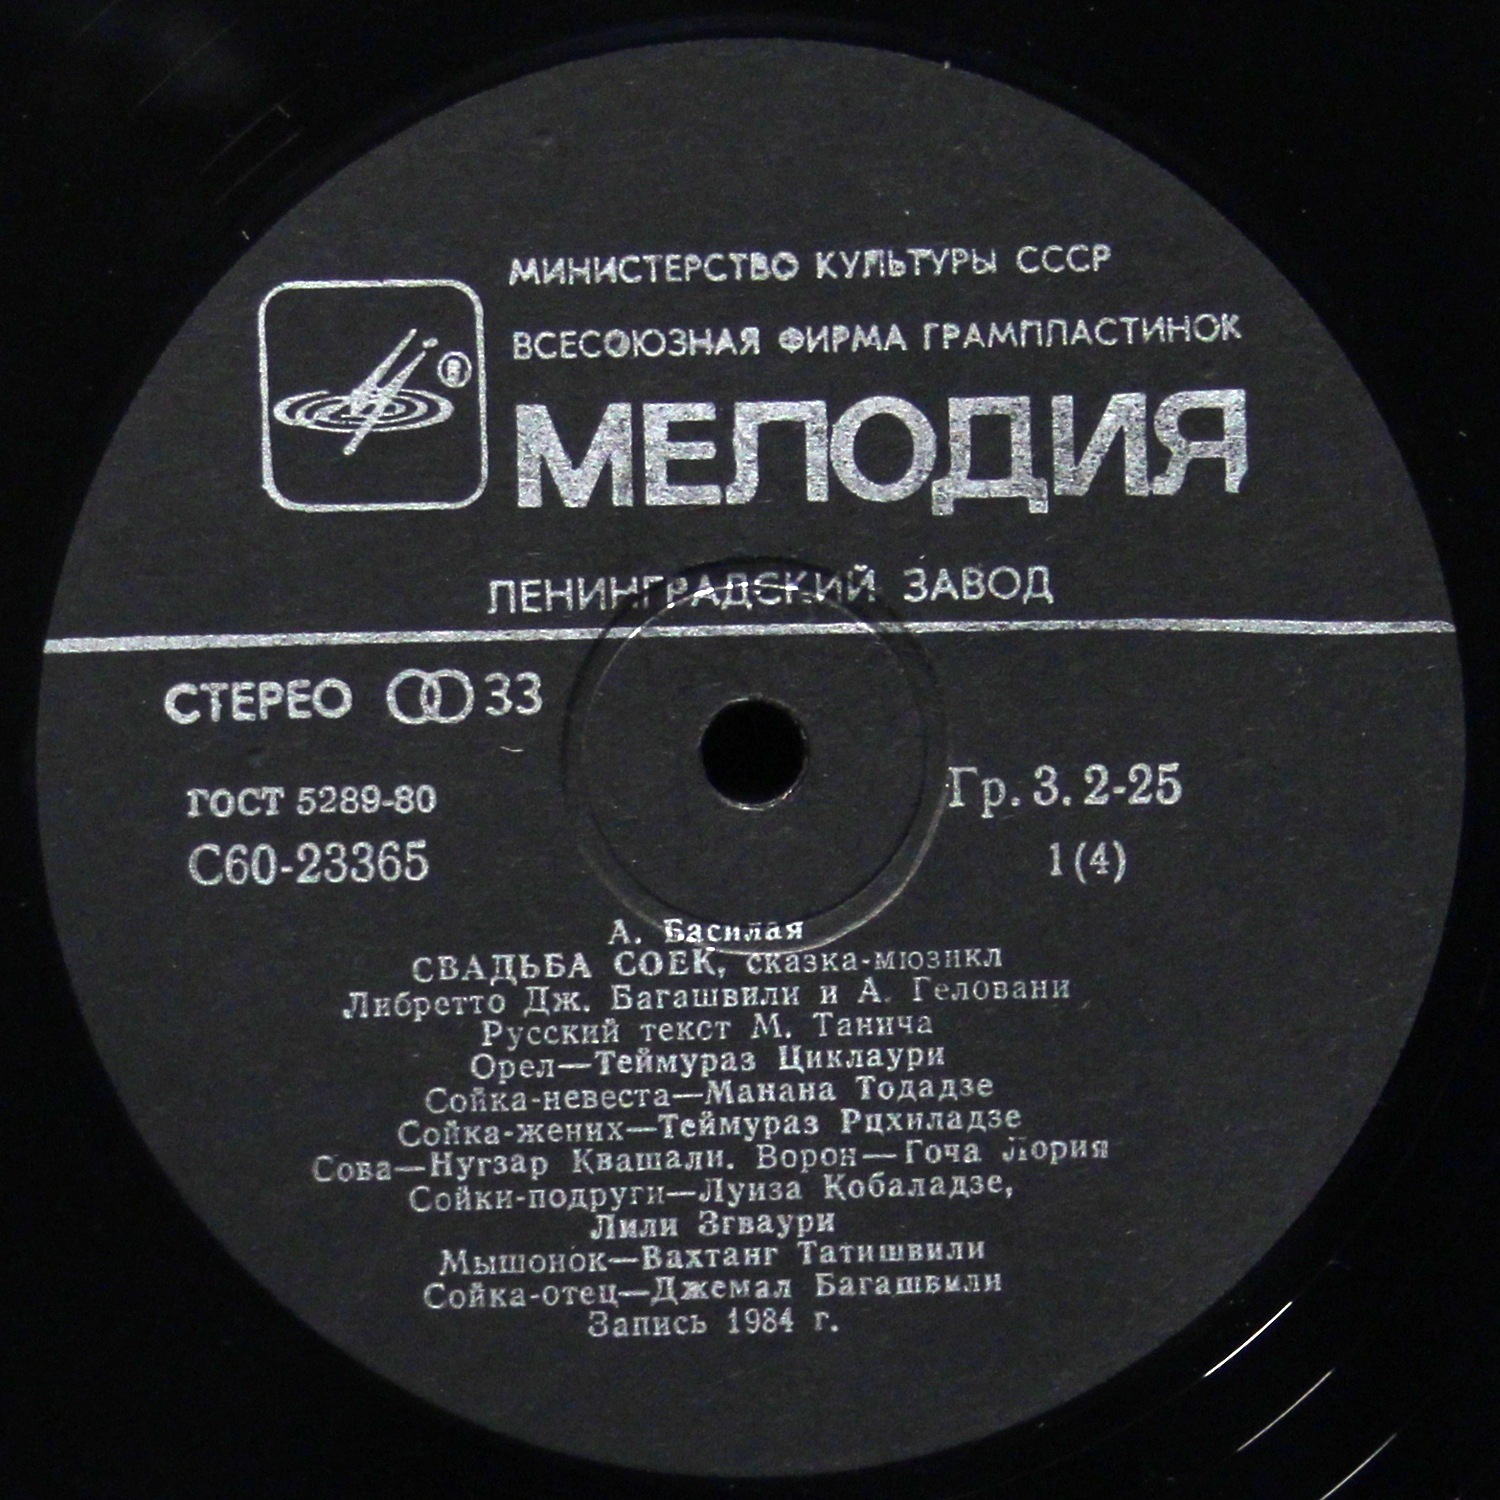 МИНИСТЕРСТВО КУЛЬТУРЫ СССР
ВСЕСОЮЗНАЯ ФИРМА ГРАМПЛАСТИНОК
®
МЕЛОДИЯ
ЛЕНИНГРАДСКИЙ ЗАВОД
СТЕРЕО 33
ГОСТ 5289-80
Гр. 3. 2-25
С60-23365
1 (4)
А. Басилая
СВАДЬБА СОЕК, сказка-мюзикл
Либретто Дж. Багашвили и А. Геловани
Русский текст М. Танича
Орел—Теймураз Циклаури
Сойка-невеста—Манана Тодадзе
Сойка-жених—Теймураз Рцхиладзе
Сова—Нугзар Квашали. Ворон—Гоча Лория
Сойки-подруги—Луиза Кобаладзе,
Лили Згваури
Мышонок—Вахтанг Татишвили
Сойка-отец—Джемал Багашвили
Запись 1984 г.